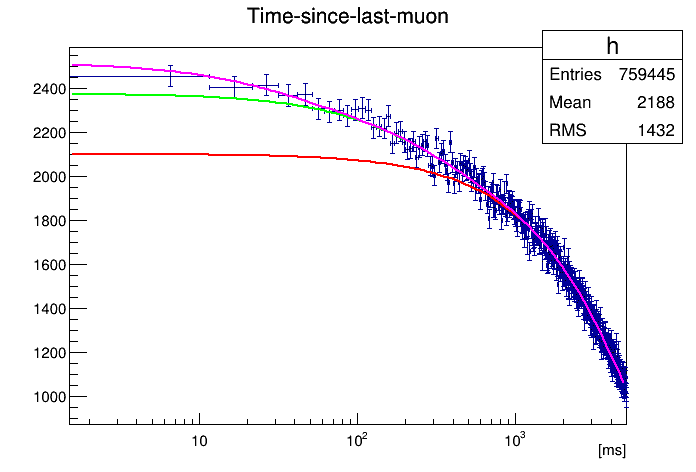 Time-since-last-muon
h
Entries 759445
Mean 2188
RMS 1432
2400
2200
2000
1800
1600
1400
1200
1000
10 10² 10³
[ms]